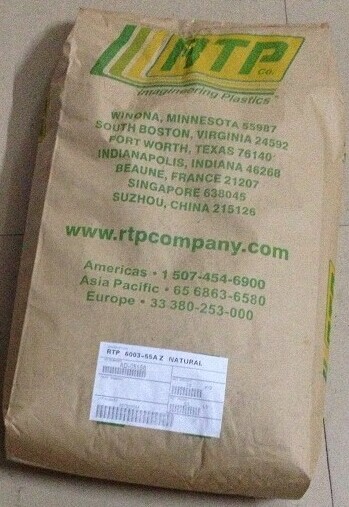 RTP
Co.
Imagineering Plastics™
WINONA, MINNESOTA 55987
SOUTH BOSTON, VIRGINIA 24592
FORT WORTH, TEXAS 76140
INDIANAPOLIS, INDIANA 46268
BEAUNE, FRANCE 21207
SINGAPORE 638045
SUZHOU, CHINA 215126
www.rtpcompany.com
Americas • 1 507-454-6900
Asia Pacific • 65 6863-6580
Europe • 33 380-253-000
RTP 6003-55A Z NATURAL